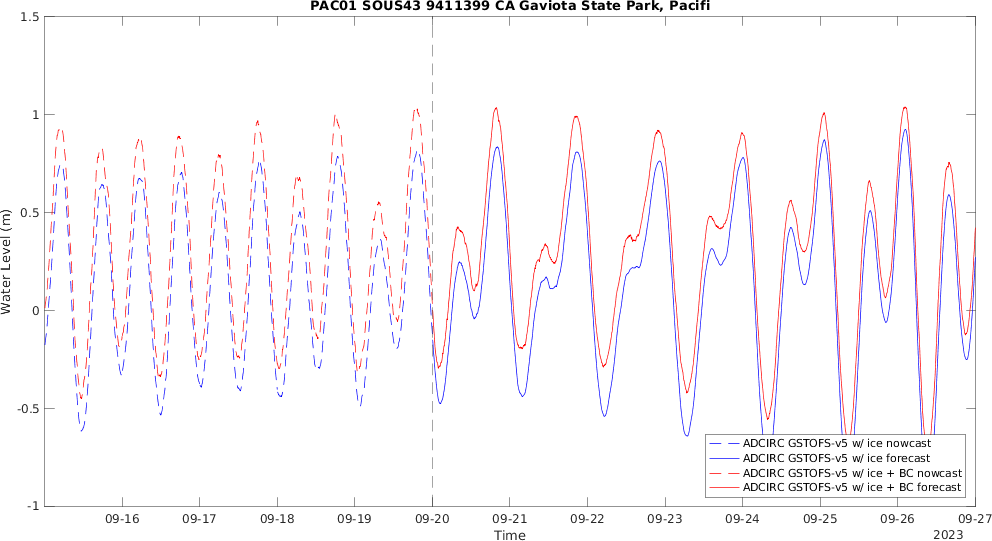 PAC01 SOUS43 9411399 CA Gaviota State Park, Pacifi
1.5
1
0.5
0
-0.5
-1
Water Level (m)
09-16 09-17 09-18 09-19 09-20 09-21 09-22 09-23 09-24 09-25 09-26 09-27
Time
2023
ADCIRC GSTOFS-v5 w/ ice nowcast
ADCIRC GSTOFS-v5 w/ ice forecast
ADCIRC GSTOFS-v5 w/ ice + BC nowcast
ADCIRC GSTOFS-v5 w/ ice + BC forecast